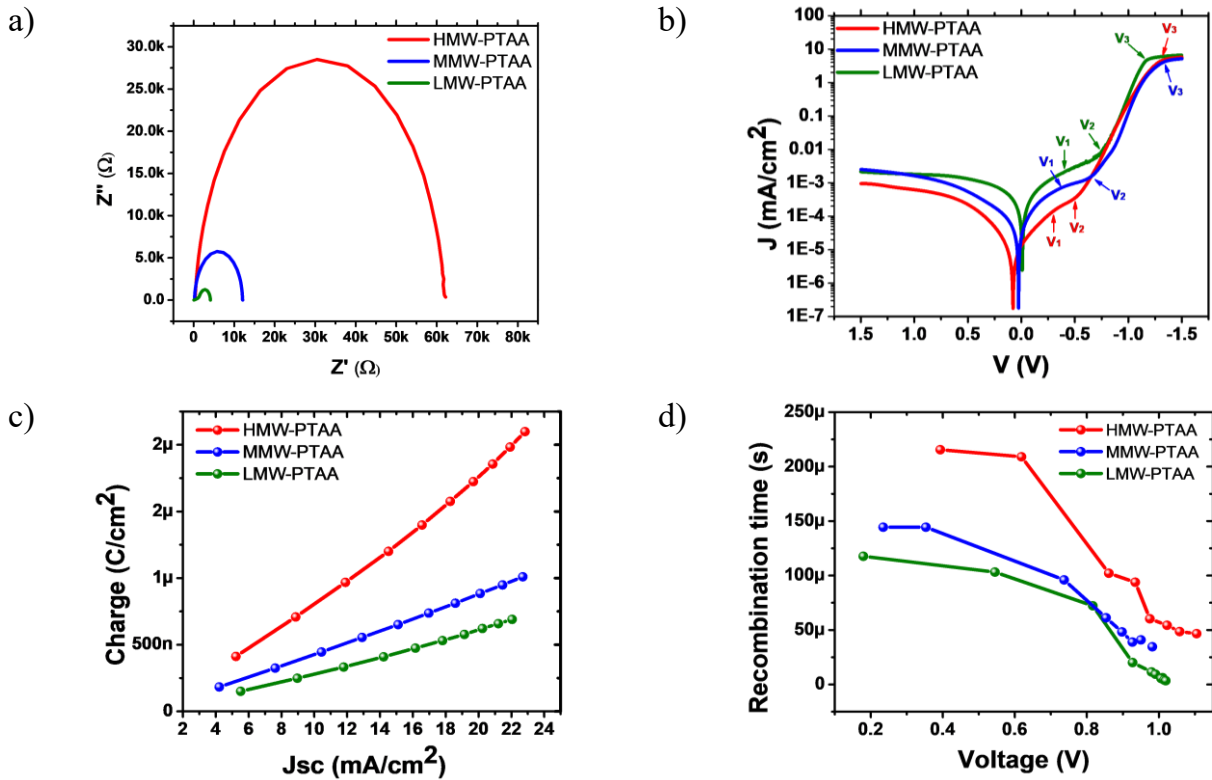 a)
Z'' (Ω)
30.0k
25.0k
20.0k
15.0k
10.0k
5.0k
0.0
HMW-PTAA
MMW-PTAA
LMW-PTAA
0 10k 20k 30k 40k 50k 60k 70k 80k
Z' (Ω)
b)
J (mA/cm²)
100
10
1
0.1
0.01
1E-3
1E-4
1E-5
1E-6
1E-7
HMW-PTAA
MMW-PTAA
LMW-PTAA
V₃ V₃
V₃
V₂
V₁
V₁
V₂
V₁ V₂
1.5 1.0 0.5 0.0 -0.5 -1.0 -1.5
V (V)
c)
Charge (C/cm²)
2μ
2μ
1μ
500n
0
HMW-PTAA
MMW-PTAA
LMW-PTAA
2 4 6 8 10 12 14 16 18 20 22 24
Jsc (mA/cm²)
d)
Recombination time (s)
250μ
200μ
150μ
100μ
50μ
0
HMW-PTAA
MMW-PTAA
LMW-PTAA
0.2 0.4 0.6 0.8 1.0
Voltage (V)